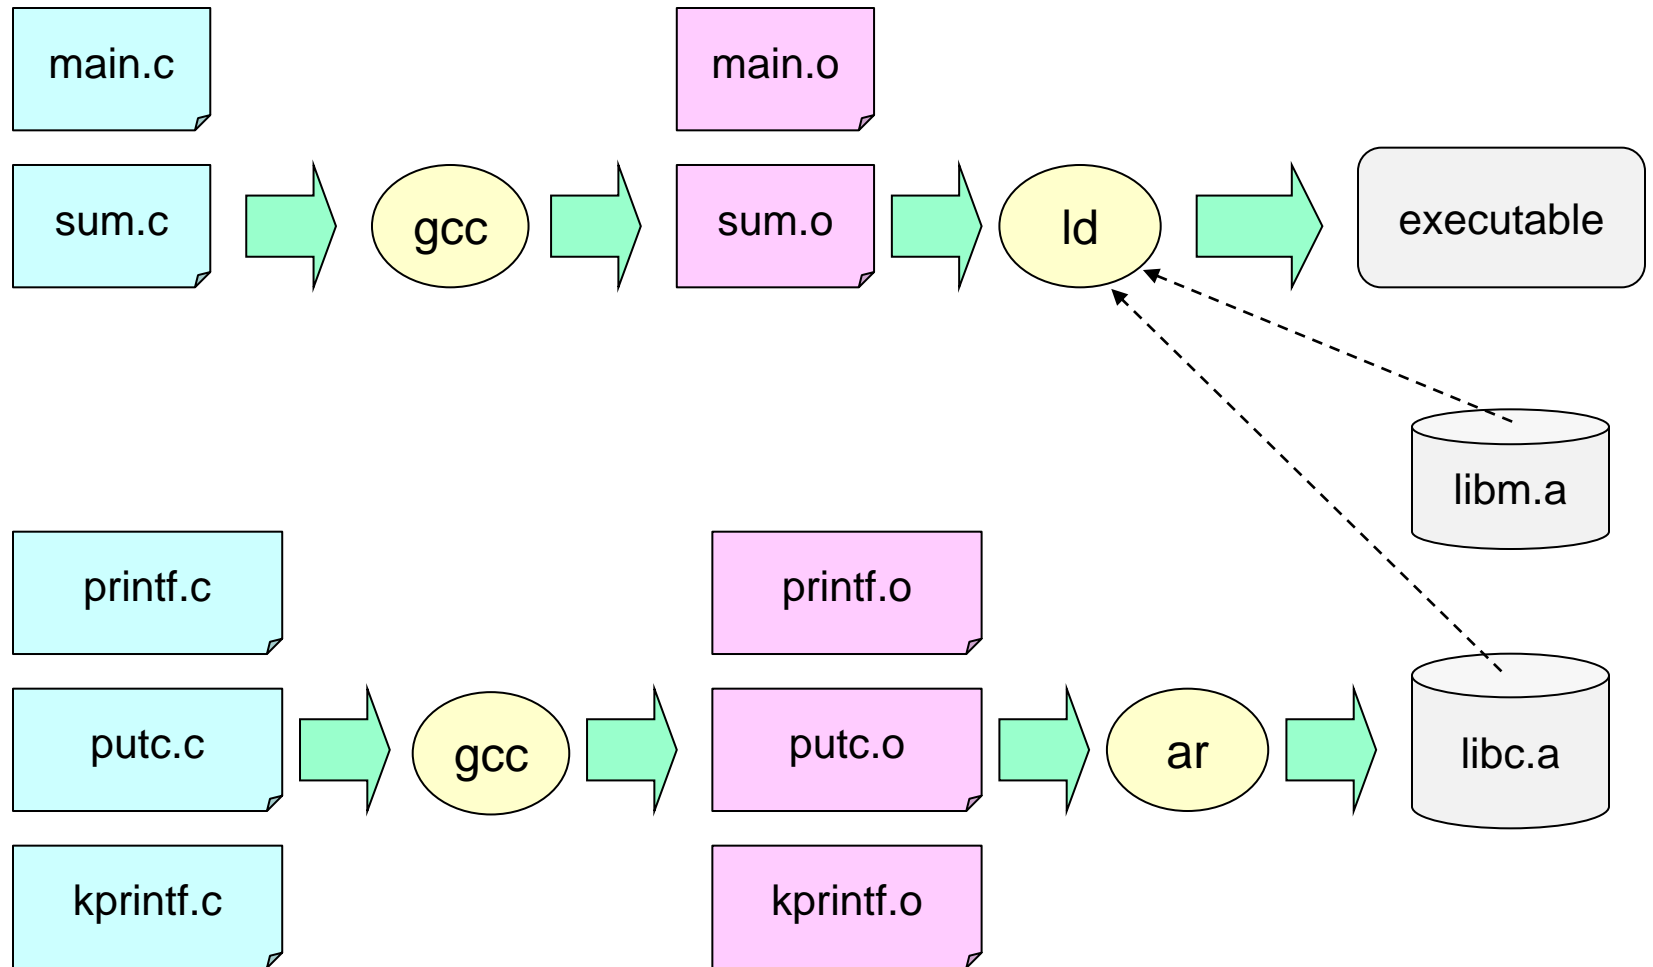 main.c
main.o
sum.c
gcc
sum.o
ld
executable
libm.a
printf.c
printf.o
putc.c
gcc
putc.o
ar
libc.a
kprintf.c
kprintf.o